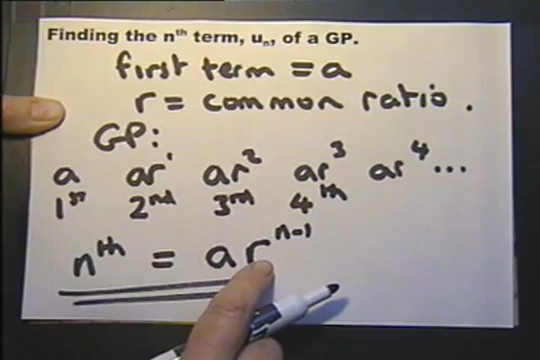 Finding the nth term, un, of a GP.
first term = a
r = common ratio.
GP:
a ar¹ ar² ar³ ar⁴ ...
1st 2nd 3rd 4th
nth = arⁿ⁻¹